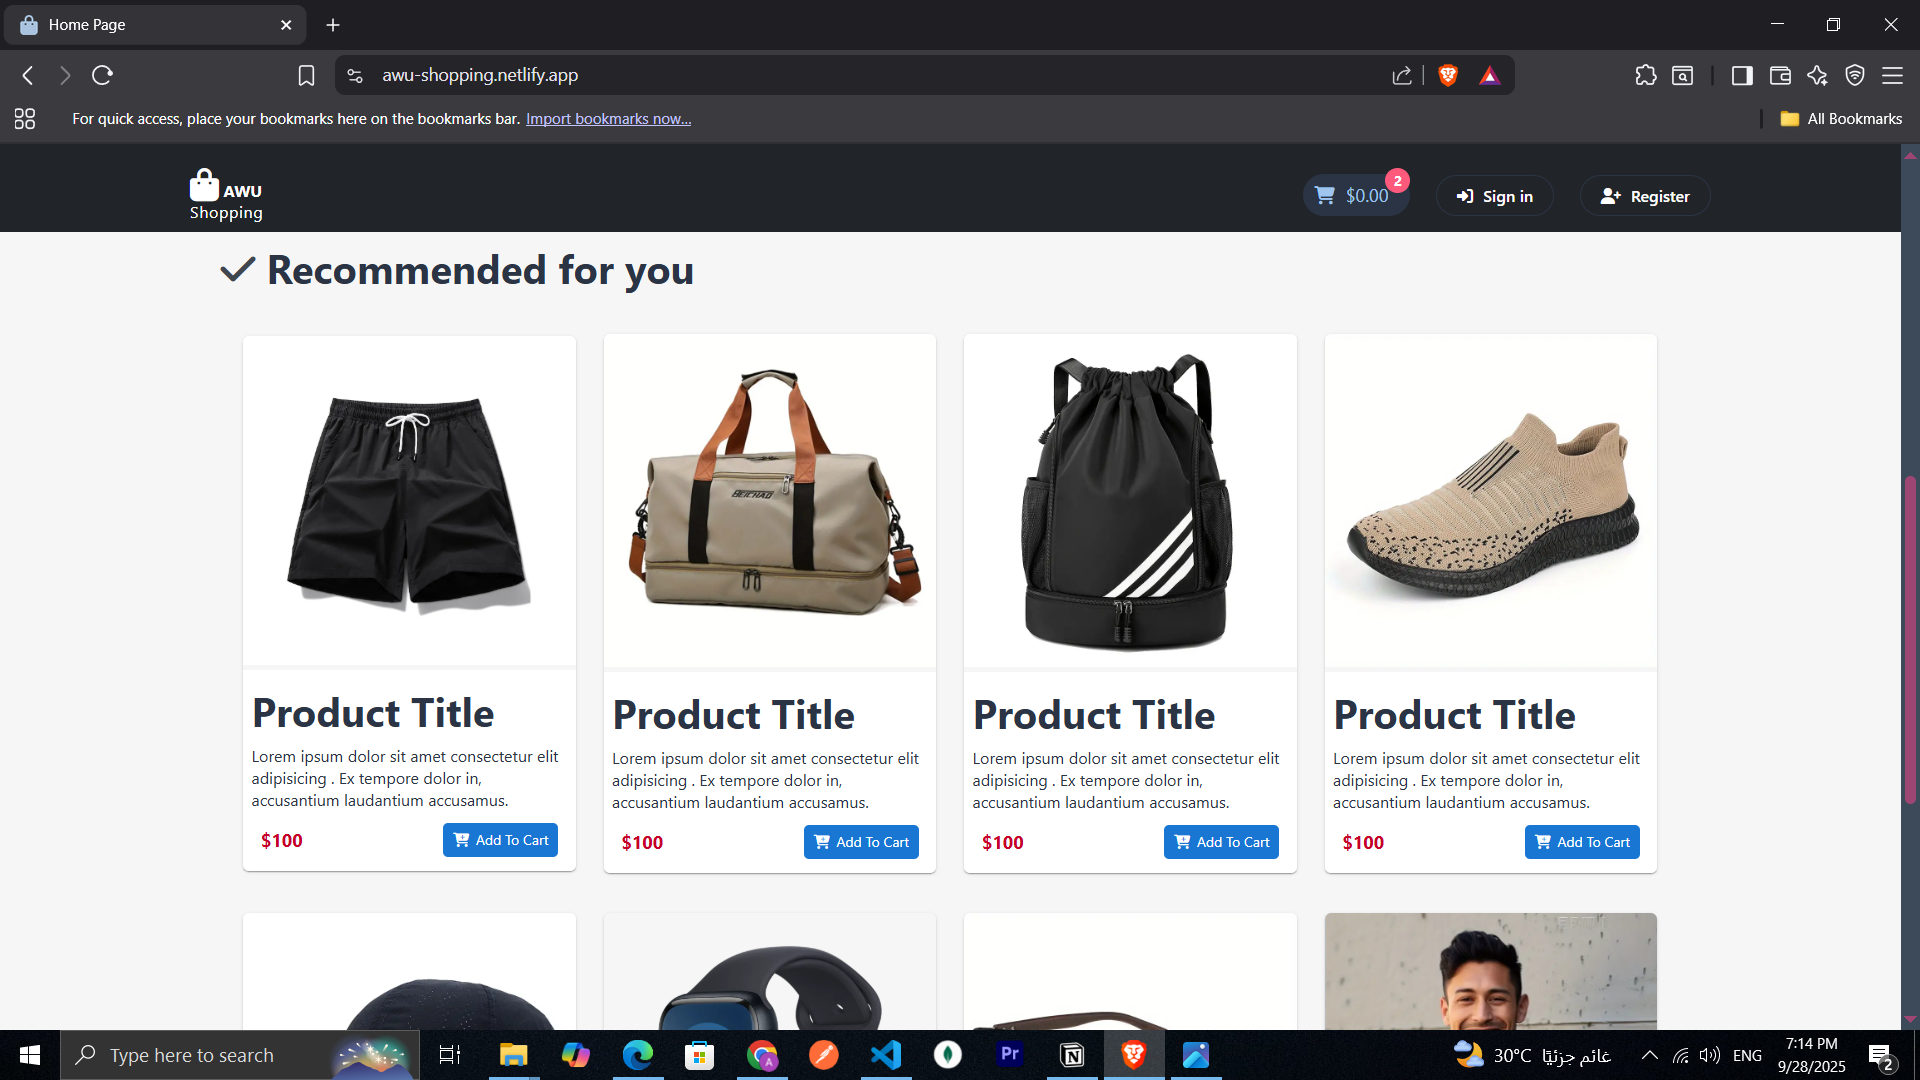 Home Page
awu-shopping.netlify.app
For quick access, place your bookmarks here on the bookmarks bar. Import bookmarks now...
All Bookmarks
AWU
Shopping
$0.00
2
Sign in
Register
Recommended for you
BEICHAO
Product Title
Lorem ipsum dolor sit amet consectetur elit
adipisicing . Ex tempore dolor in,
accusantium laudantium accusamus.
$100
Add To Cart
Product Title
Lorem ipsum dolor sit amet consectetur elit
adipisicing . Ex tempore dolor in,
accusantium laudantium accusamus.
$100
Add To Cart
Product Title
Lorem ipsum dolor sit amet consectetur elit
adipisicing . Ex tempore dolor in,
accusantium laudantium accusamus.
$100
Add To Cart
Product Title
Lorem ipsum dolor sit amet consectetur elit
adipisicing . Ex tempore dolor in,
accusantium laudantium accusamus.
$100
Add To Cart
Type here to search
Pr
30°C غائم جزئيًا
ENG
7:14 PM
9/28/2025
2